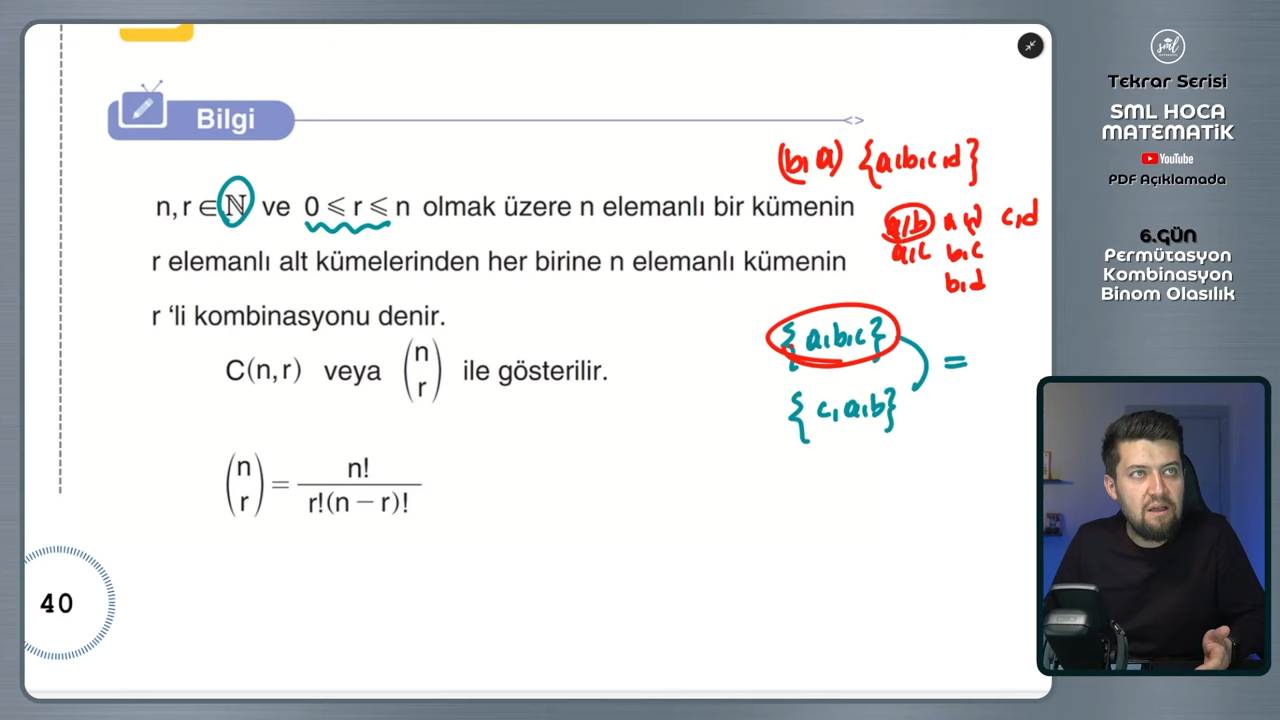 Bilgi
n, r ∈ ℕ ve 0 ⩽ r ⩽ n olmak üzere n elemanlı bir kümenin
r elemanlı alt kümelerinden her birine n elemanlı kümenin
r ‘li kombinasyonu denir.
C(n, r) veya (n r) ile gösterilir.
(n r) = n! / r!(n − r)!
40
(b, a) {a, b, c, d}
a, b c, d
a, c b, c
b, d
{a, b, c}
=
{c, a, b}
sml
Tekrar Serisi
SML HOCA
MATEMATİK
YouTube
PDF Açıklamada
6.GÜN
Permütasyon
Kombinasyon
Binom Olasılık